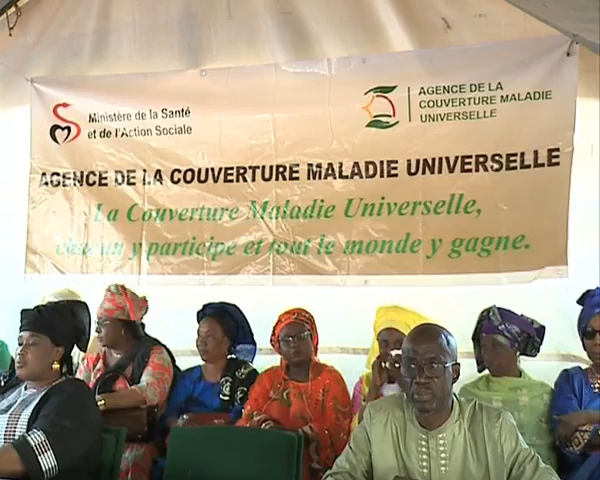 Ministère de la Santé
et de l'Action Sociale
AGENCE DE LA
COUVERTURE MALADIE
UNIVERSELLE
AGENCE DE LA COUVERTURE MALADIE UNIVERSELLE
La Couverture Maladie Universelle,
chacun y participe et tout le monde y gagne.